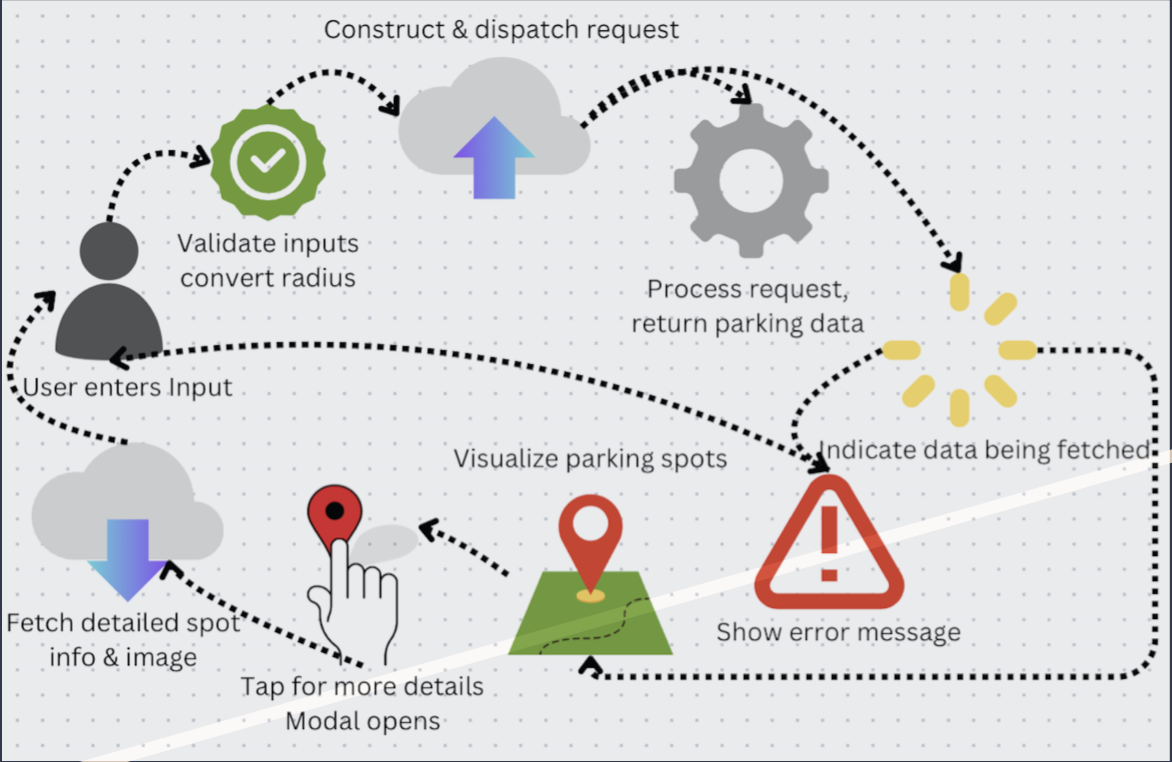 Construct & dispatch request
Validate inputs
convert radius
Process request,
return parking data
User enters Input
Indicate data being fetched
Visualize parking spots
Show error message
Fetch detailed spot
info & image
Tap for more details
Modal opens